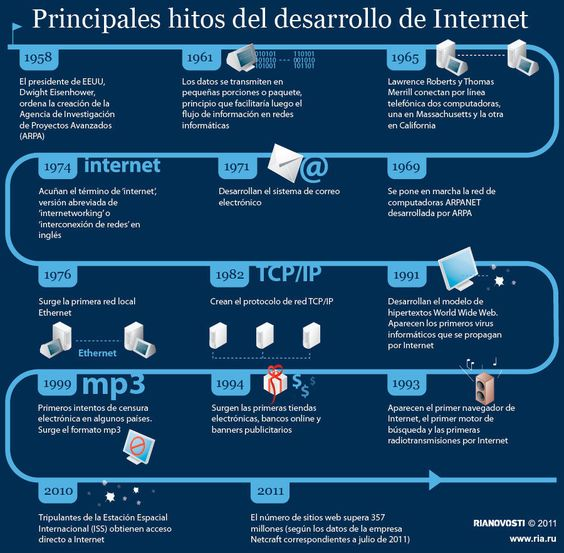 Principales hitos del desarrollo de Internet
1958
El presidente de EEUU,
Dwight Eisenhower,
ordena la creación de la
Agencia de Investigación
de Proyectos Avanzados
(ARPA)
1961
010101 110101
001010 001010
101001 101001
Los datos se transmiten en
pequeñas porciones o paquete,
principio que facilitaría luego el
flujo de información en redes
informáticas
1965
Lawrence Roberts y Thomas
Merrill conectan por línea
telefónica dos computadoras,
una en Massachusetts y la otra
en California
1974 internet
Acuñan el término de 'internet',
versión abreviada de
'internetworking' o
'interconexión de redes' en
inglés
1971 @
Desarrollan el sistema de correo
electrónico
1969
Se pone en marcha la red de
computadoras ARPANET
desarrollada por ARPA
1976
Surge la primera red local
Ethernet
Ethernet
1982 TCP/IP
Crean el protocolo de red TCP/IP
1991
Desarrollan el modelo de
hipertextos World Wide Web.
Aparecen los primeros virus
informáticos que se propagan
por Internet
1999 mp3
Primeros intentos de censura
electrónica en algunos países.
Surge el formato mp3
1994 $ $ $
Surgen las primeras tiendas
electrónicas, bancos online y
banners publicitarios
1993
Aparecen el primer navegador de
Internet, el primer motor de
búsqueda y las primeras
radiotransmisiones por Internet
2010
Tripulantes de la Estación Espacial
Internacional (ISS) obtienen acceso
directo a Internet
2011
El número de sitios web supera 357
millones (según los datos de la empresa
Netcraft correspondientes a julio de 2011)
RIANOVOSTI © 2011
www.ria.ru